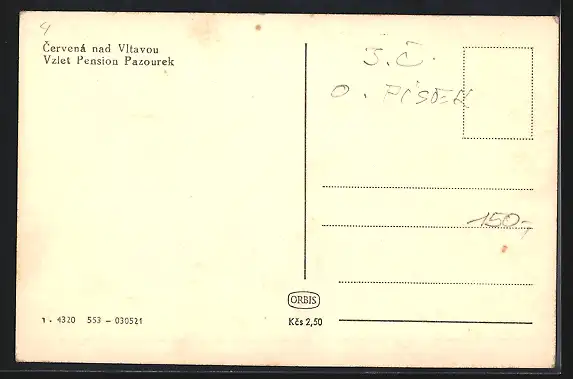 4
Červená nad Vltavou
Vzlet Pension Pazourek
J.Č.
O. PÍSEK
150,-
ORBIS
1. 4320 553 - 030521
Kčs 2,50